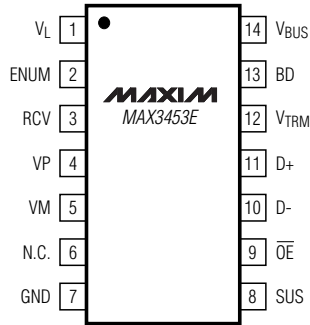 V_L 1 14 V_BUS
ENUM 2 13 BD
MAXIM
RCV 3 MAX3453E 12 V_TRM
VP 4 11 D+
VM 5 10 D-
N.C. 6 9 O̅E̅
GND 7 8 SUS